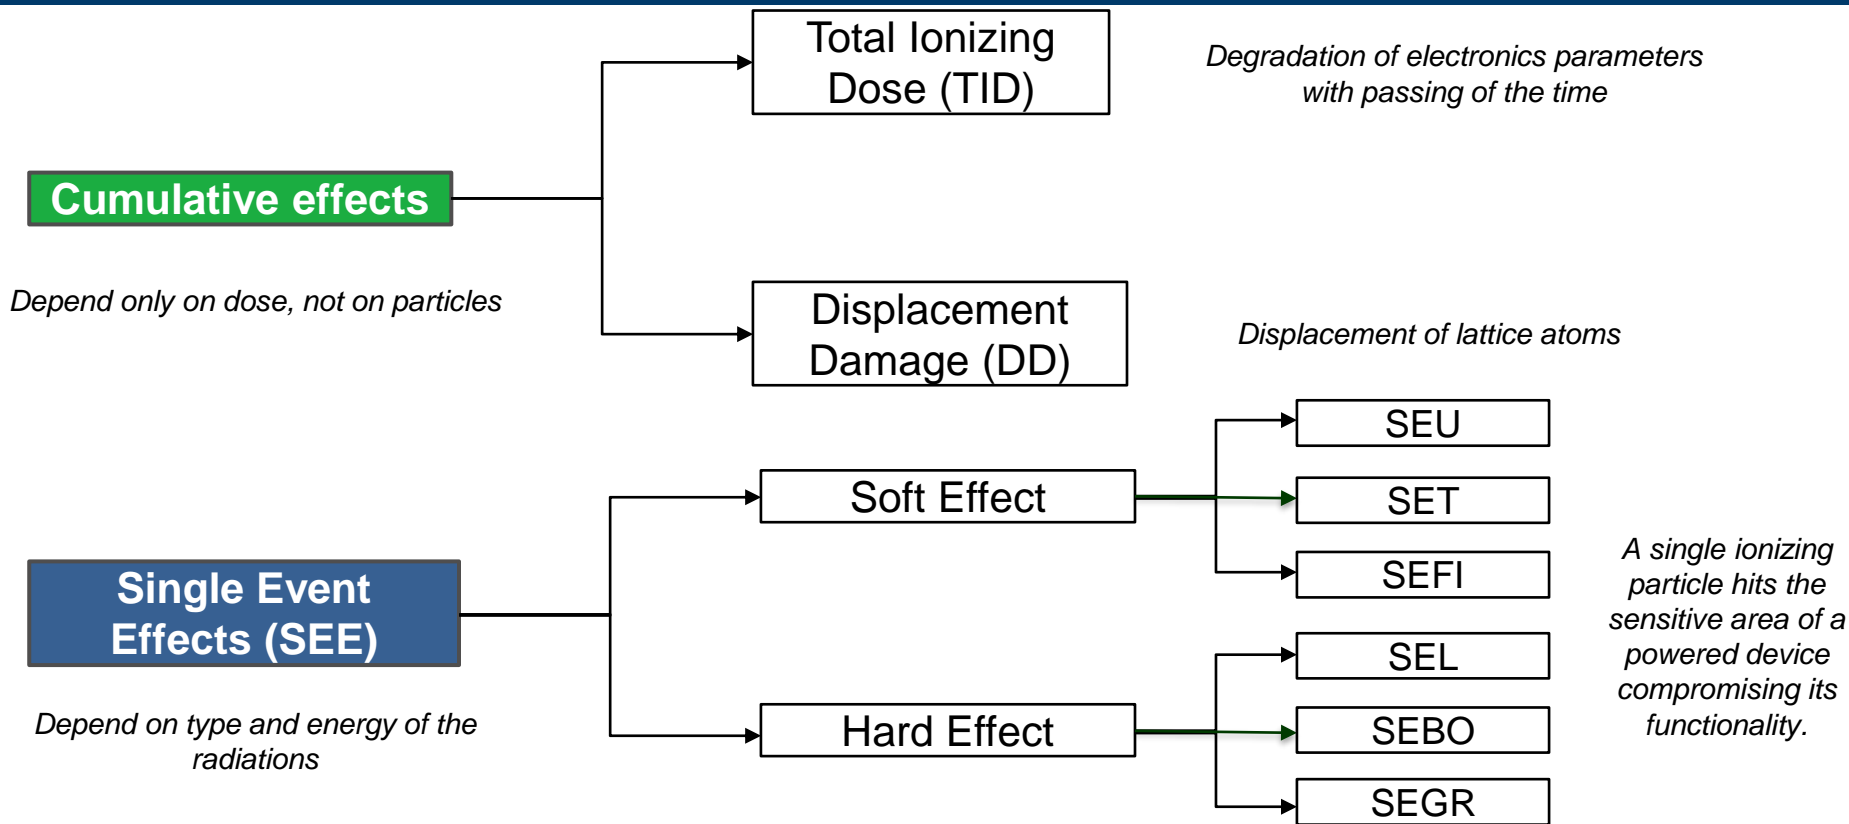 Total Ionizing
Dose (TID)
Degradation of electronics parameters
with passing of the time
Cumulative effects
Depend only on dose, not on particles
Displacement
Damage (DD)
Displacement of lattice atoms
SEU
Soft Effect
SET
SEFI
Single Event
Effects (SEE)
A single ionizing
particle hits the
sensitive area of a
powered device
compromising its
functionality.
SEL
Depend on type and energy of the
radiations
Hard Effect
SEBO
SEGR